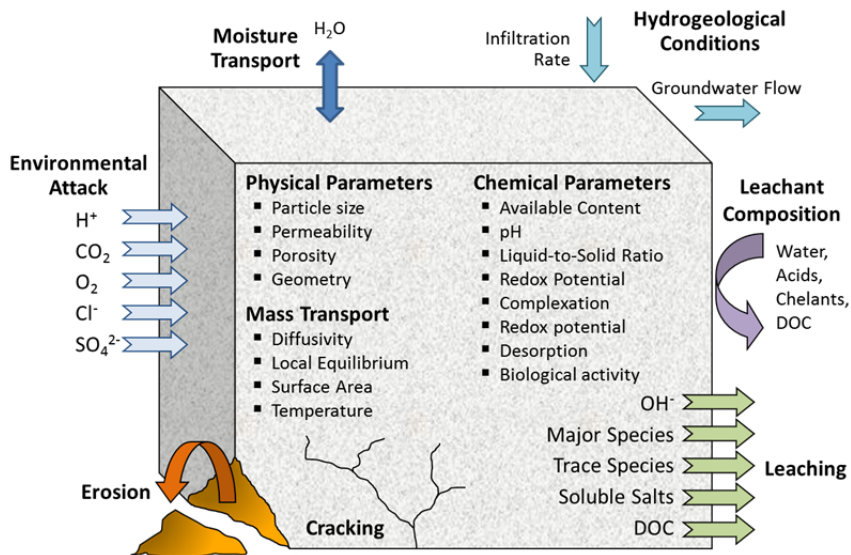 Moisture
Transport
H₂O
Infiltration
Rate
Hydrogeological
Conditions
Groundwater Flow
Environmental
Attack
H⁺
CO₂
O₂
Cl⁻
SO₄²⁻
Physical Parameters
▪ Particle size
▪ Permeability
▪ Porosity
▪ Geometry
Mass Transport
▪ Diffusivity
▪ Local Equilibrium
▪ Surface Area
▪ Temperature
Chemical Parameters
▪ Available Content
▪ pH
▪ Liquid-to-Solid Ratio
▪ Redox Potential
▪ Complexation
▪ Redox potential
▪ Desorption
▪ Biological activity
Leachant
Composition
Water,
Acids,
Chelants,
DOC
OH⁻
Major Species
Trace Species
Soluble Salts
DOC
Leaching
Erosion
Cracking